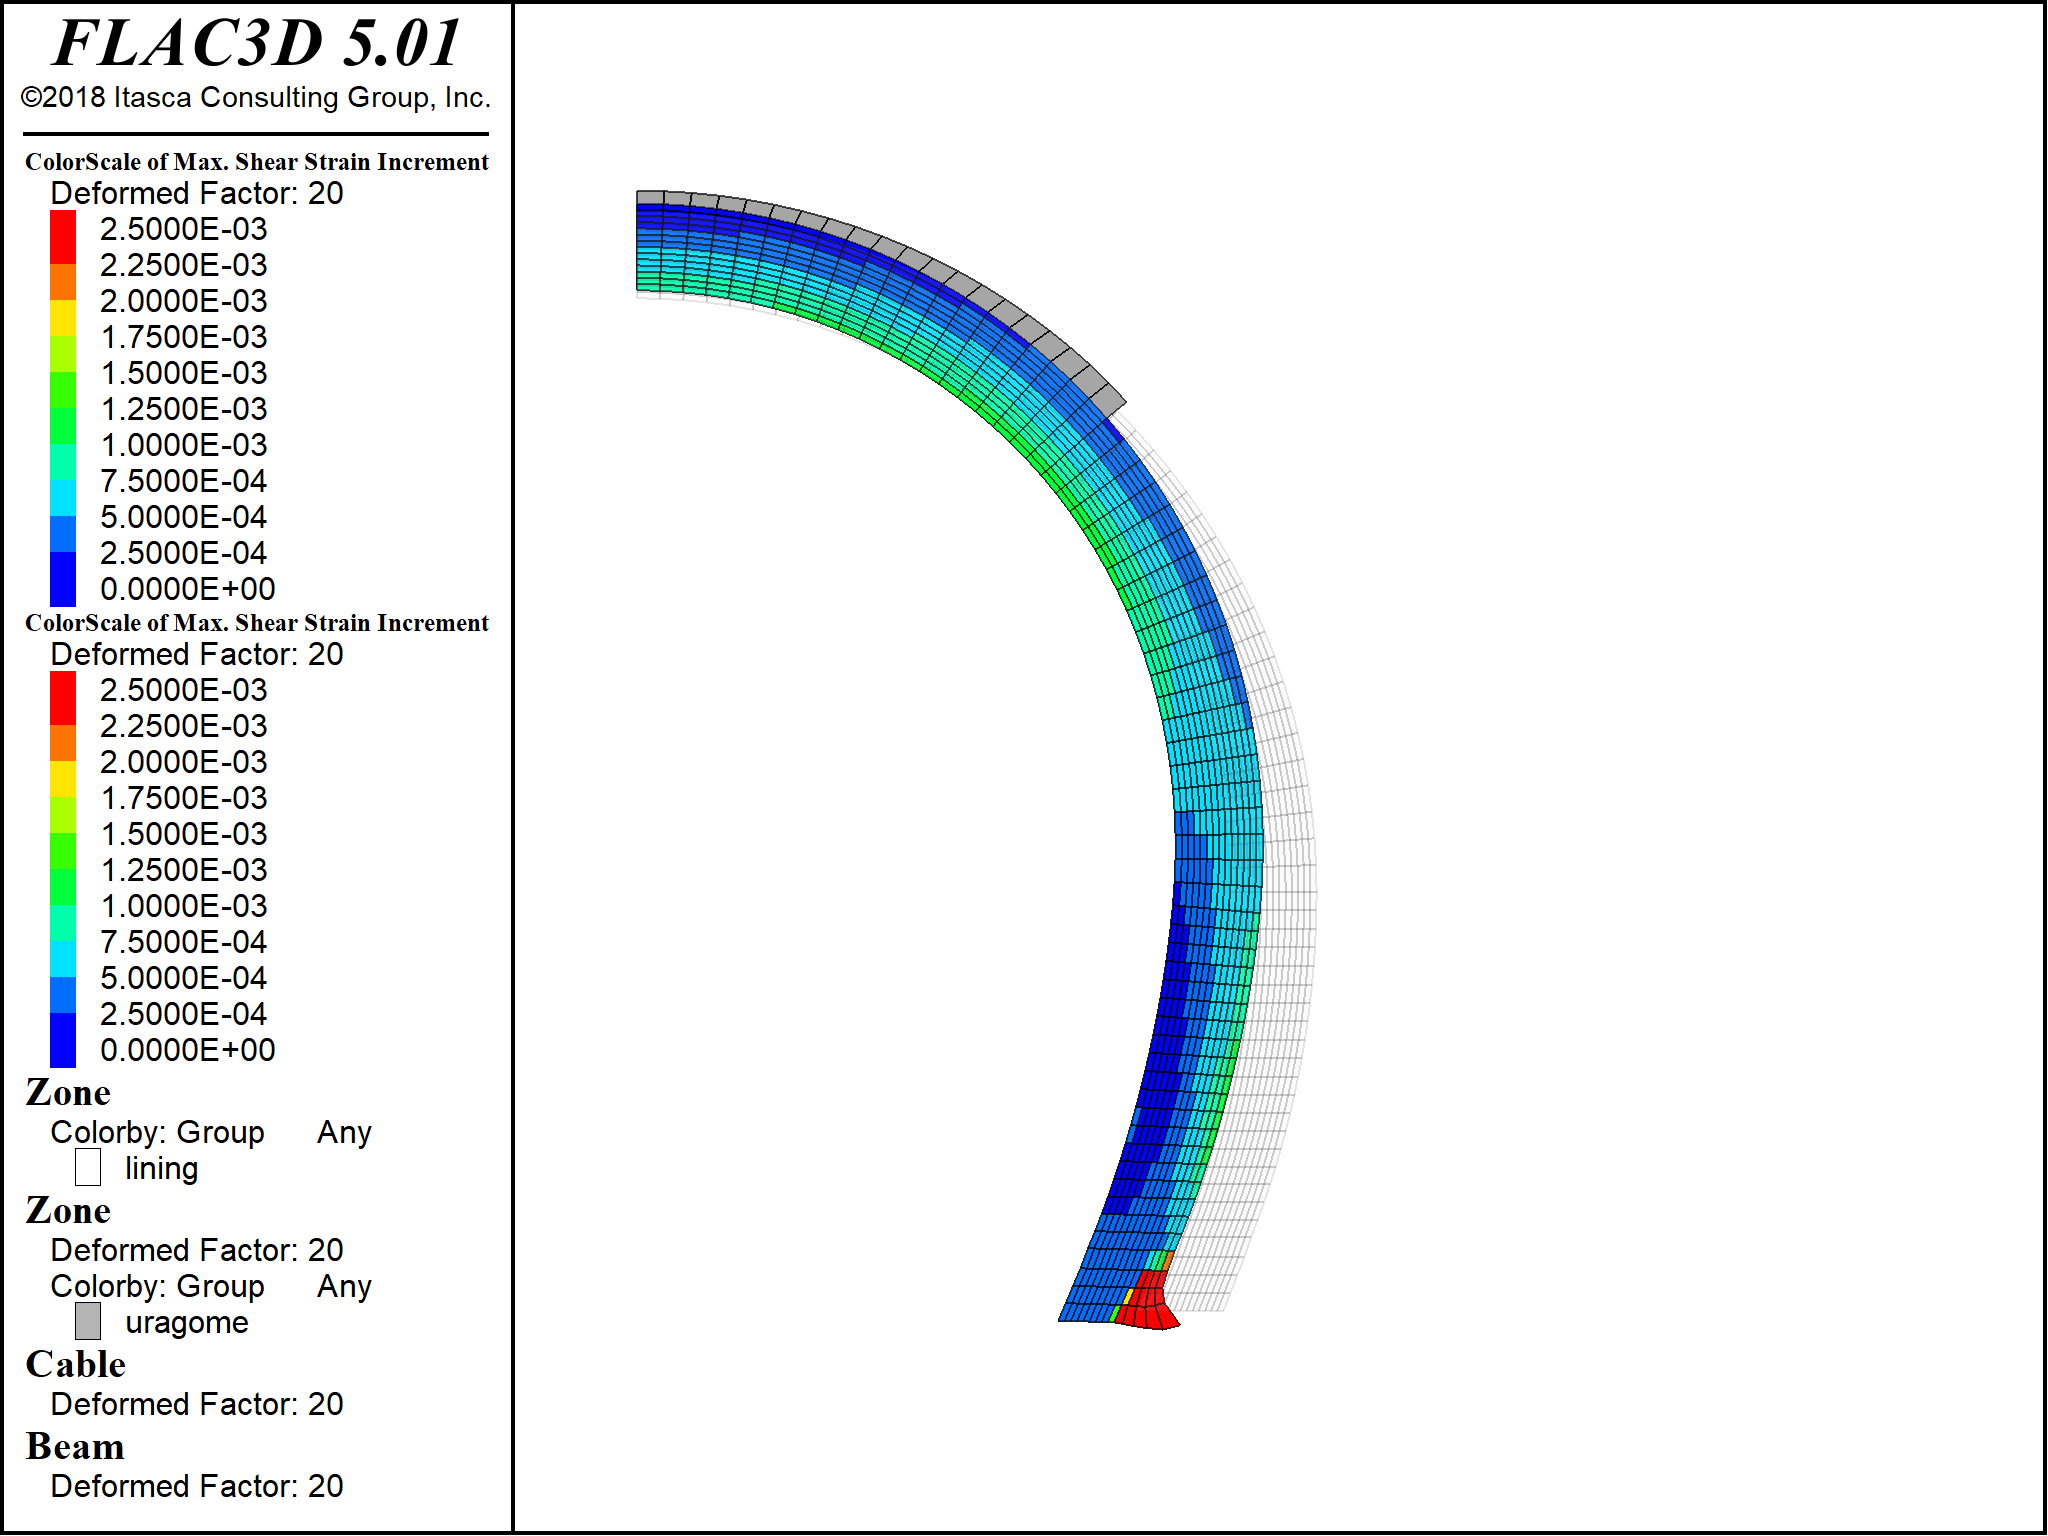 FLAC3D 5.01
©2018 Itasca Consulting Group, Inc.
ColorScale of Max. Shear Strain Increment
Deformed Factor: 20
2.5000E-03
2.2500E-03
2.0000E-03
1.7500E-03
1.5000E-03
1.2500E-03
1.0000E-03
7.5000E-04
5.0000E-04
2.5000E-04
0.0000E+00
ColorScale of Max. Shear Strain Increment
Deformed Factor: 20
2.5000E-03
2.2500E-03
2.0000E-03
1.7500E-03
1.5000E-03
1.2500E-03
1.0000E-03
7.5000E-04
5.0000E-04
2.5000E-04
0.0000E+00
Zone
Colorby: Group Any
lining
Zone
Deformed Factor: 20
Colorby: Group Any
uragome
Cable
Deformed Factor: 20
Beam
Deformed Factor: 20